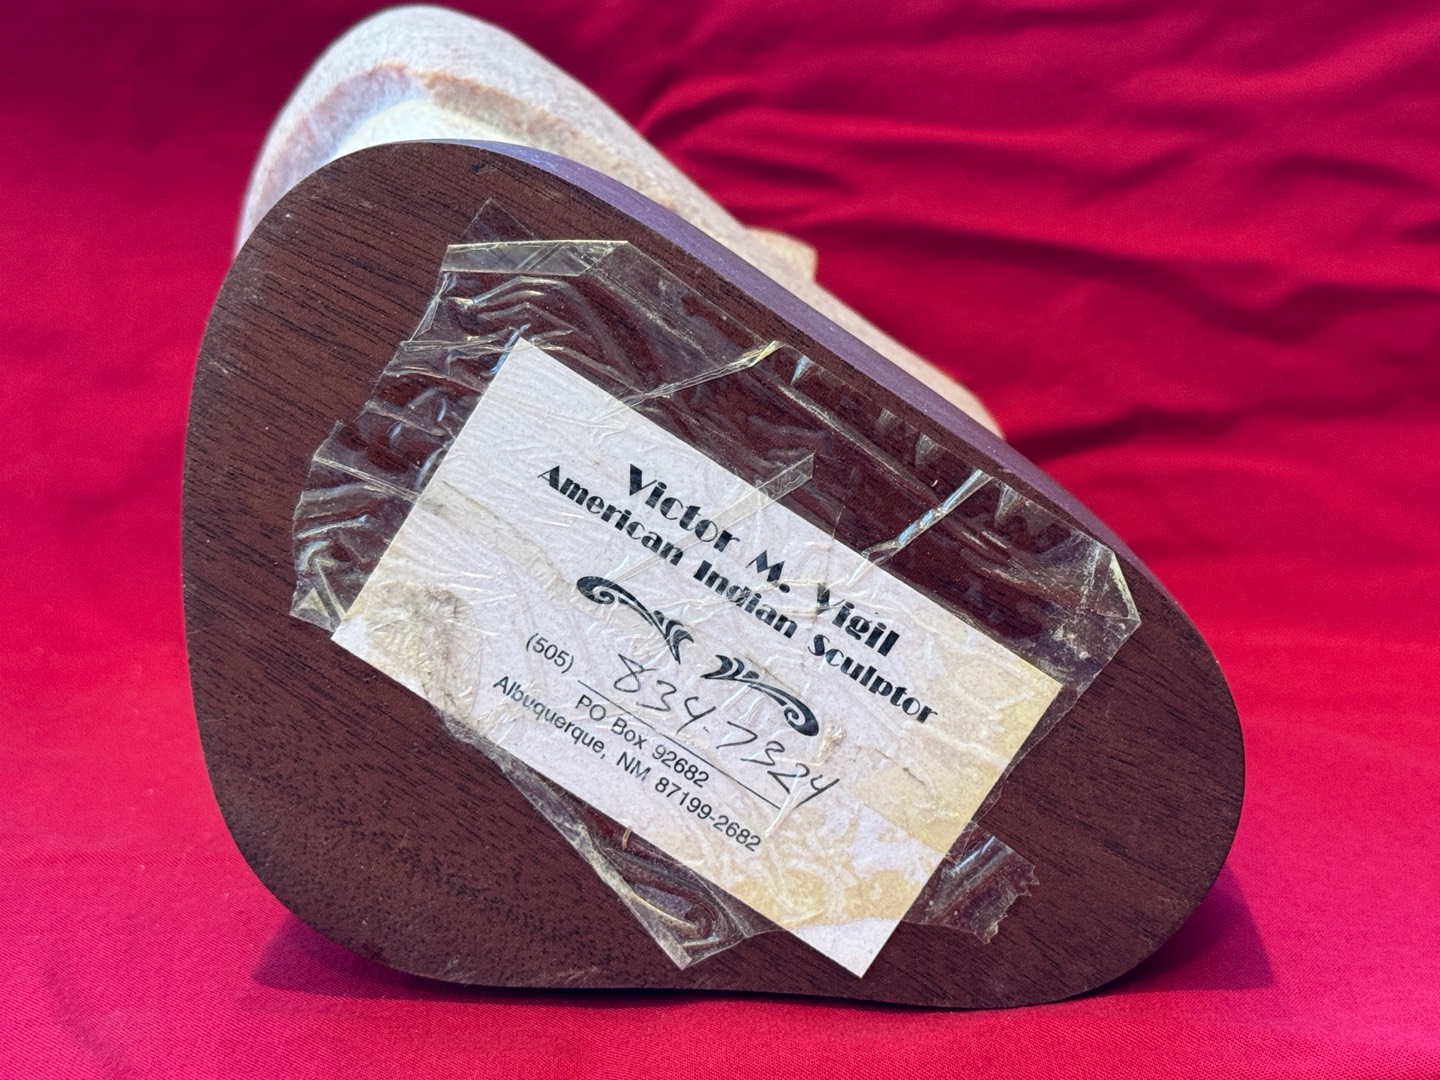 Victor M. Vigil
American Indian Sculptor
(505) 834-7324
PO Box 92682
Albuquerque, NM 87199-2682